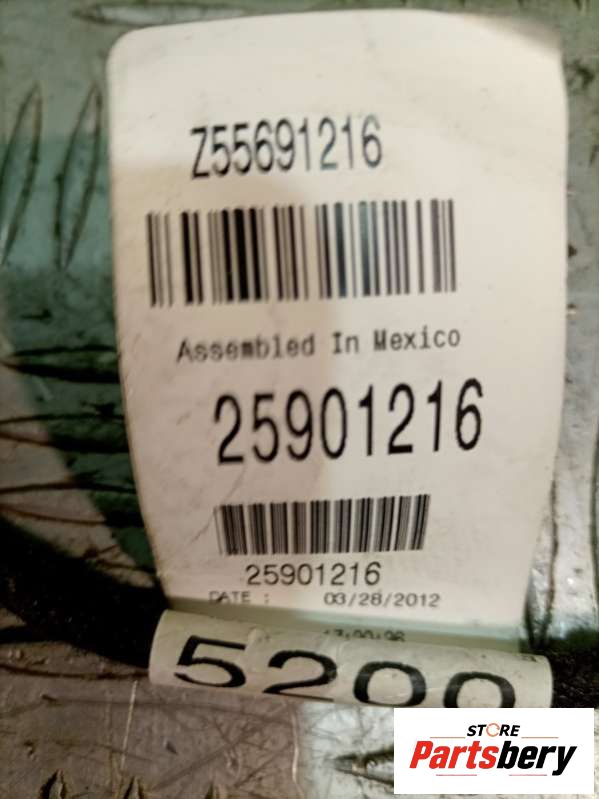 Z55691216
Assembled In Mexico
25901216
25901216
DATE : 03/28/2012
5200
STORE
Partsbery